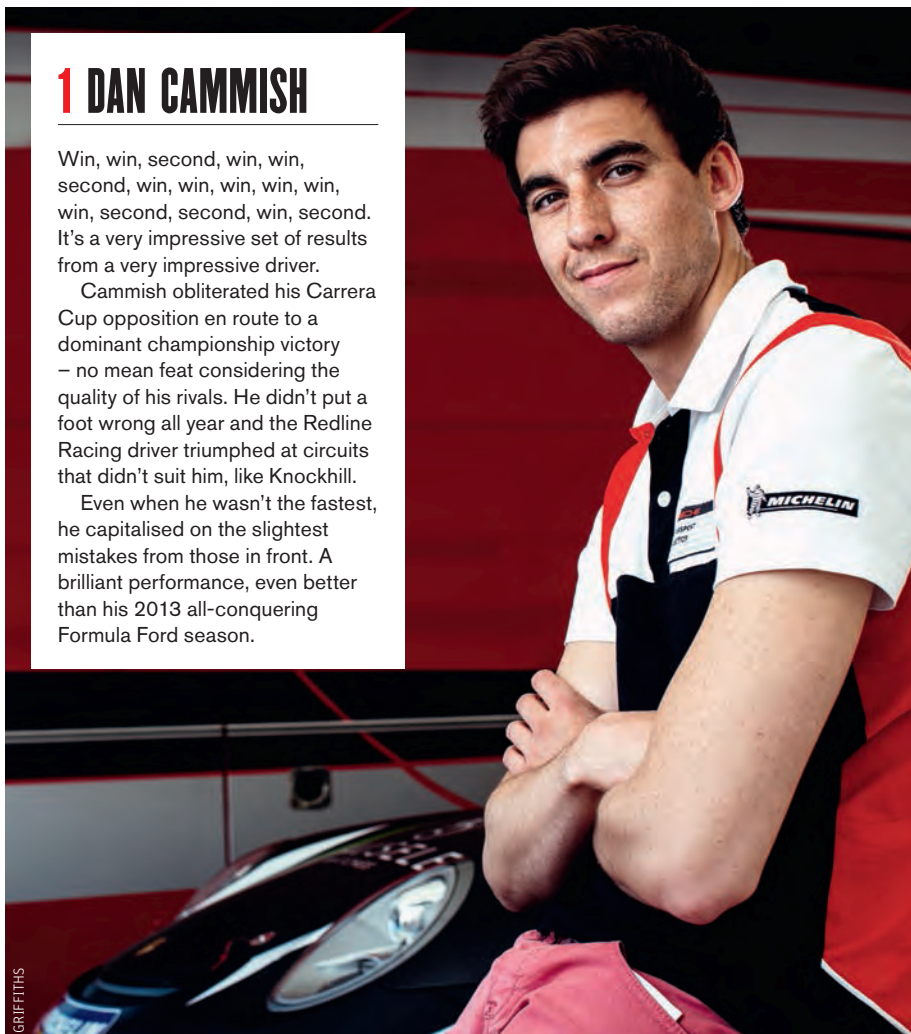 1 DAN CAMMISH
Win, win, second, win, win,
second, win, win, win, win, win,
win, second, second, win, second.
It’s a very impressive set of results
from a very impressive driver.
Cammish obliterated his Carrera
Cup opposition en route to a
dominant championship victory
– no mean feat considering the
quality of his rivals. He didn’t put a
foot wrong all year and the Redline
Racing driver triumphed at circuits
that didn’t suit him, like Knockhill.
Even when he wasn’t the fastest,
he capitalised on the slightest
mistakes from those in front. A
brilliant performance, even better
than his 2013 all-conquering
Formula Ford season.
MICHELIN
GRIFFITHS